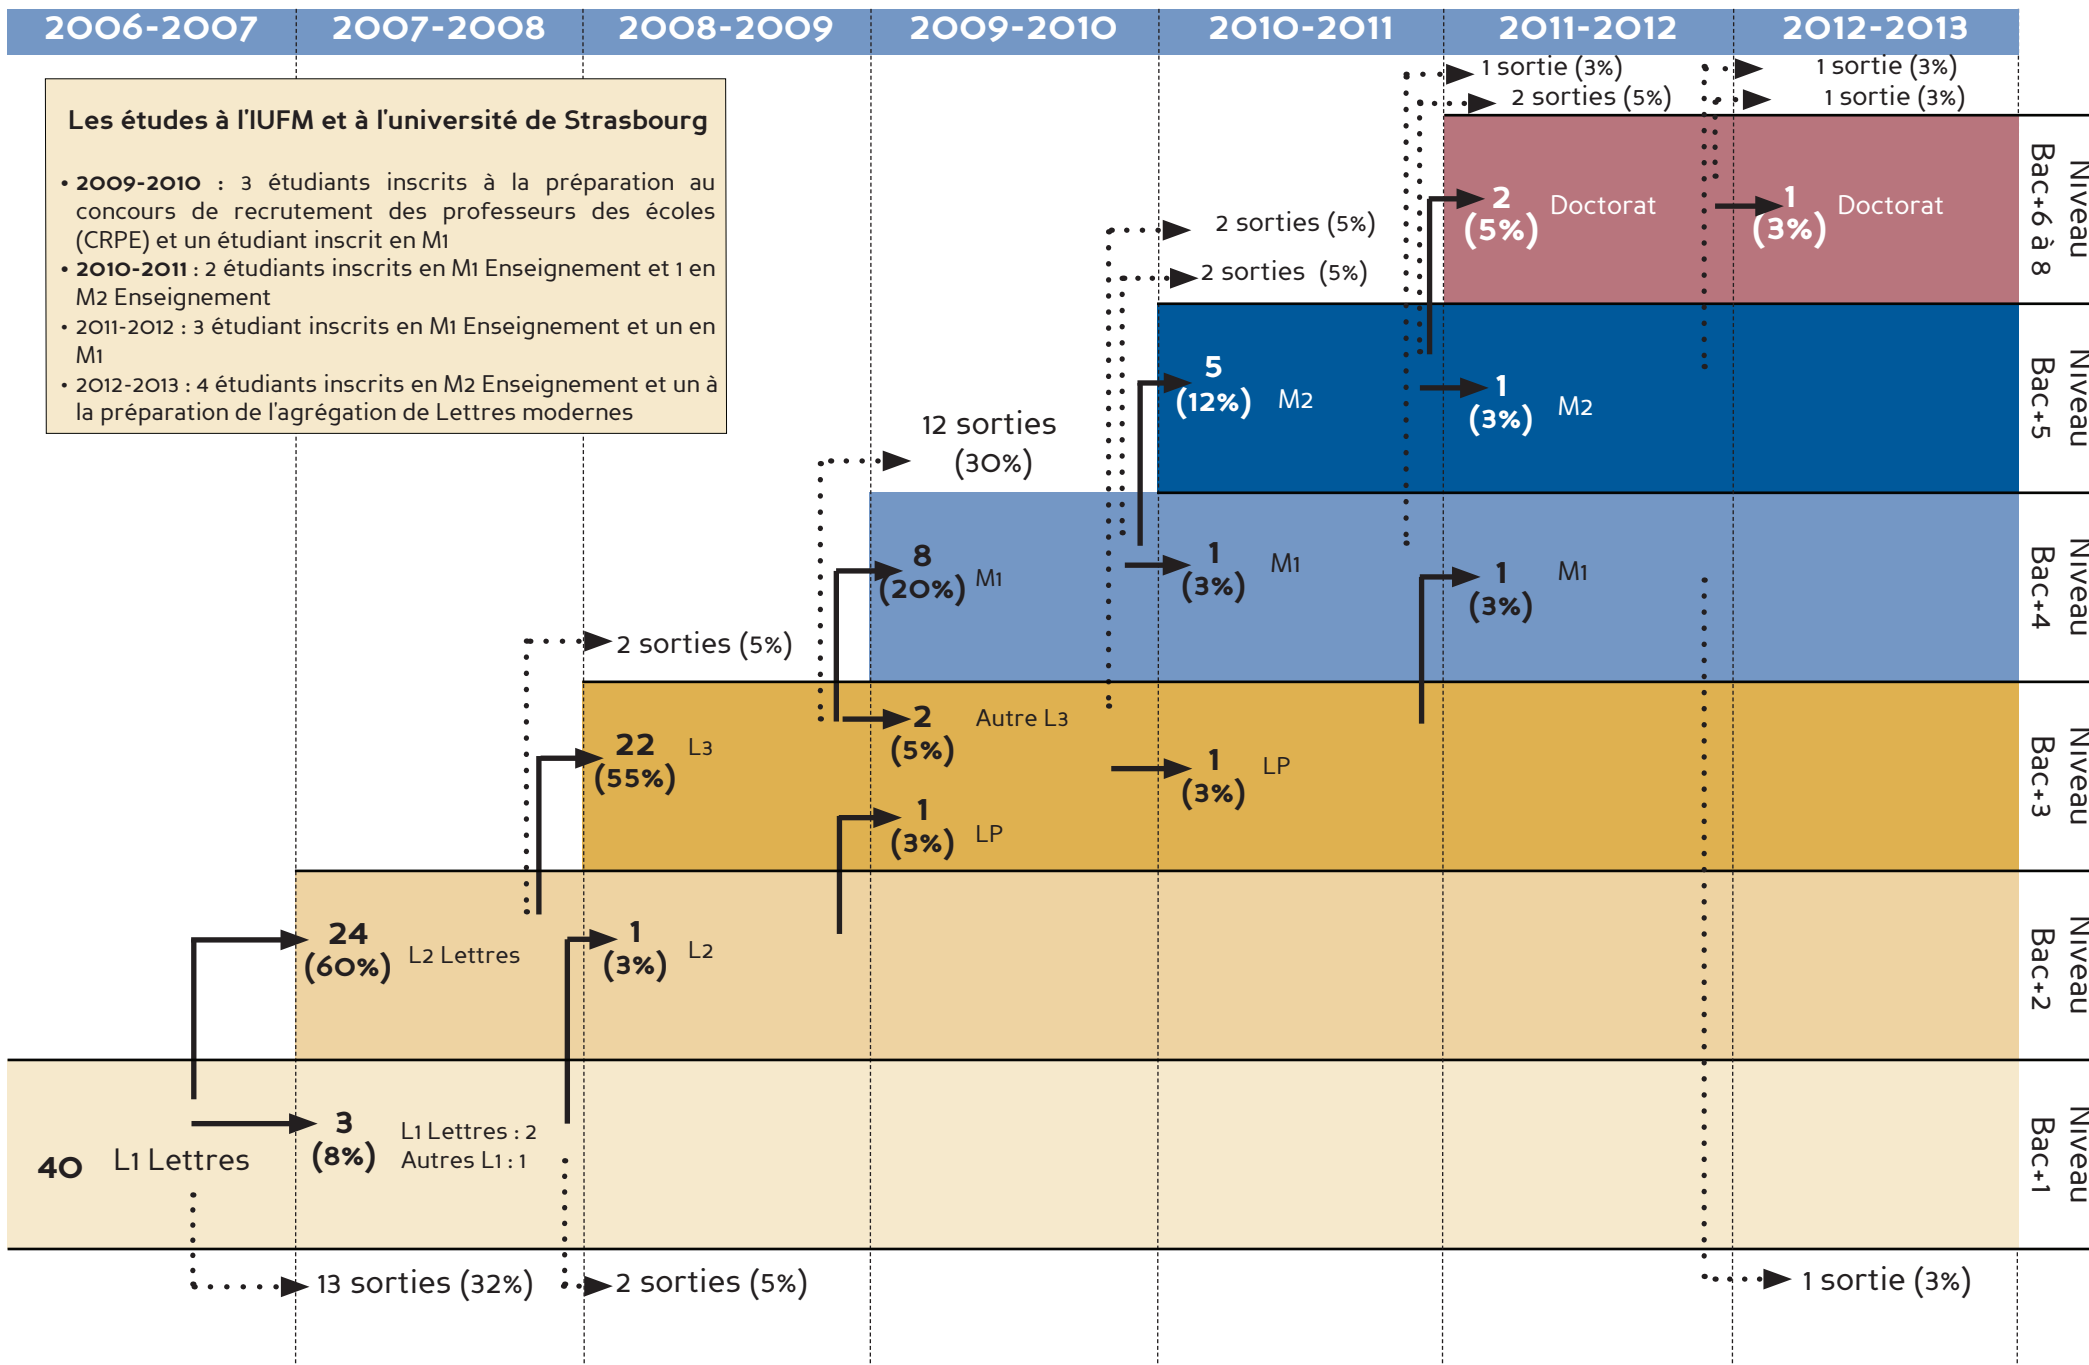 2006-2007 2007-2008 2008-2009 2009-2010 2010-2011 2011-2012 2012-2013
Les études à l'IUFM et à l'université de Strasbourg
• 2009-2010 : 3 étudiants inscrits à la préparation au
concours de recrutement des professeurs des écoles
(CRPE) et un étudiant inscrit en M1
• 2010-2011 : 2 étudiants inscrits en M1 Enseignement et 1 en
M2 Enseignement
• 2011-2012 : 3 étudiant inscrits en M1 Enseignement et un en
M1
• 2012-2013 : 4 étudiants inscrits en M2 Enseignement et un à
la préparation de l'agrégation de Lettres modernes
1 sortie (3%)
2 sorties (5%)
1 sortie (3%)
1 sortie (3%)
2
(5%)
Doctorat
1
(3%)
Doctorat
Niveau
Bac+6 à 8
2 sorties (5%)
2 sorties (5%)
5
(12%)
M2
1
(3%)
M2
Niveau
Bac+5
12 sorties
(30%)
8
(20%)
M1
1
(3%)
M1
1
(3%)
M1
Niveau
Bac+4
2 sorties (5%)
22
(55%)
L3
2
(5%)
Autre L3
1
(3%)
LP
1
(3%)
LP
Niveau
Bac+3
24
(60%)
L2 Lettres
1
(3%)
L2
Niveau
Bac+2
40
L1 Lettres
3
(8%)
L1 Lettres : 2
Autres L1 : 1
Niveau
Bac+1
13 sorties (32%)
2 sorties (5%)
1 sortie (3%)